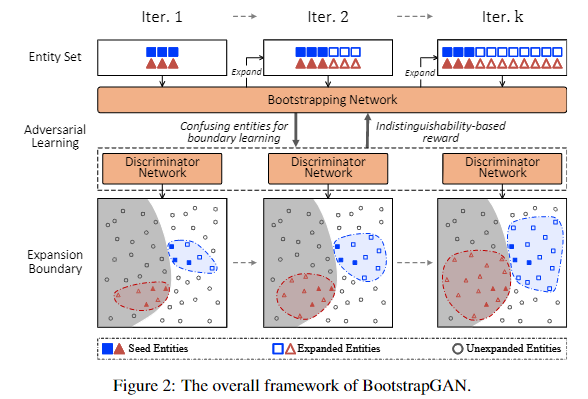 Iter. 1 Iter. 2 Iter. k
Entity Set
Expand Expand
Bootstrapping Network
Adversarial Learning
Confusing entities for boundary learning
Indistinguishability-based reward
Discriminator Network
Discriminator Network
Discriminator Network
Expansion Boundary
Seed Entities Expanded Entities Unexpanded Entities
Figure 2: The overall framework of BootstrapGAN.